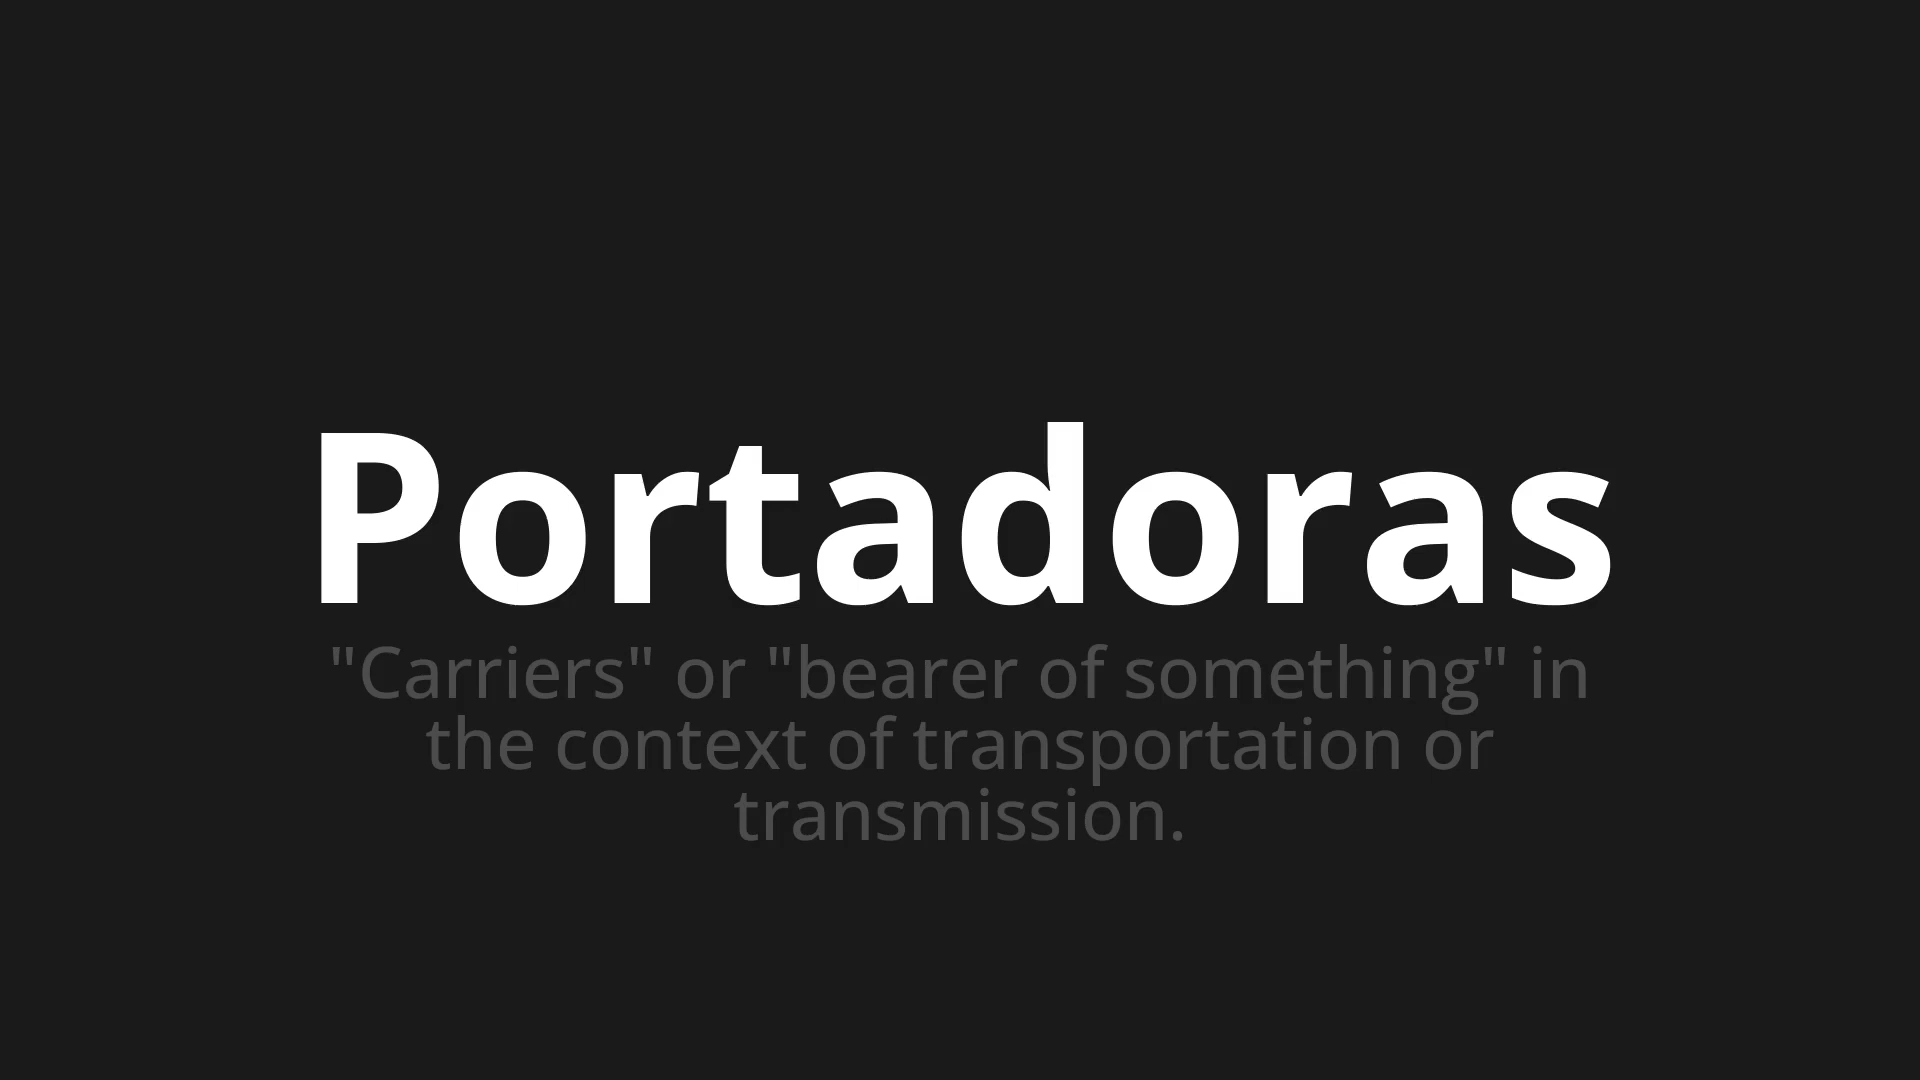 Portadoras
"Carriers" or "bearer of something" in
the context of transportation or
transmission.